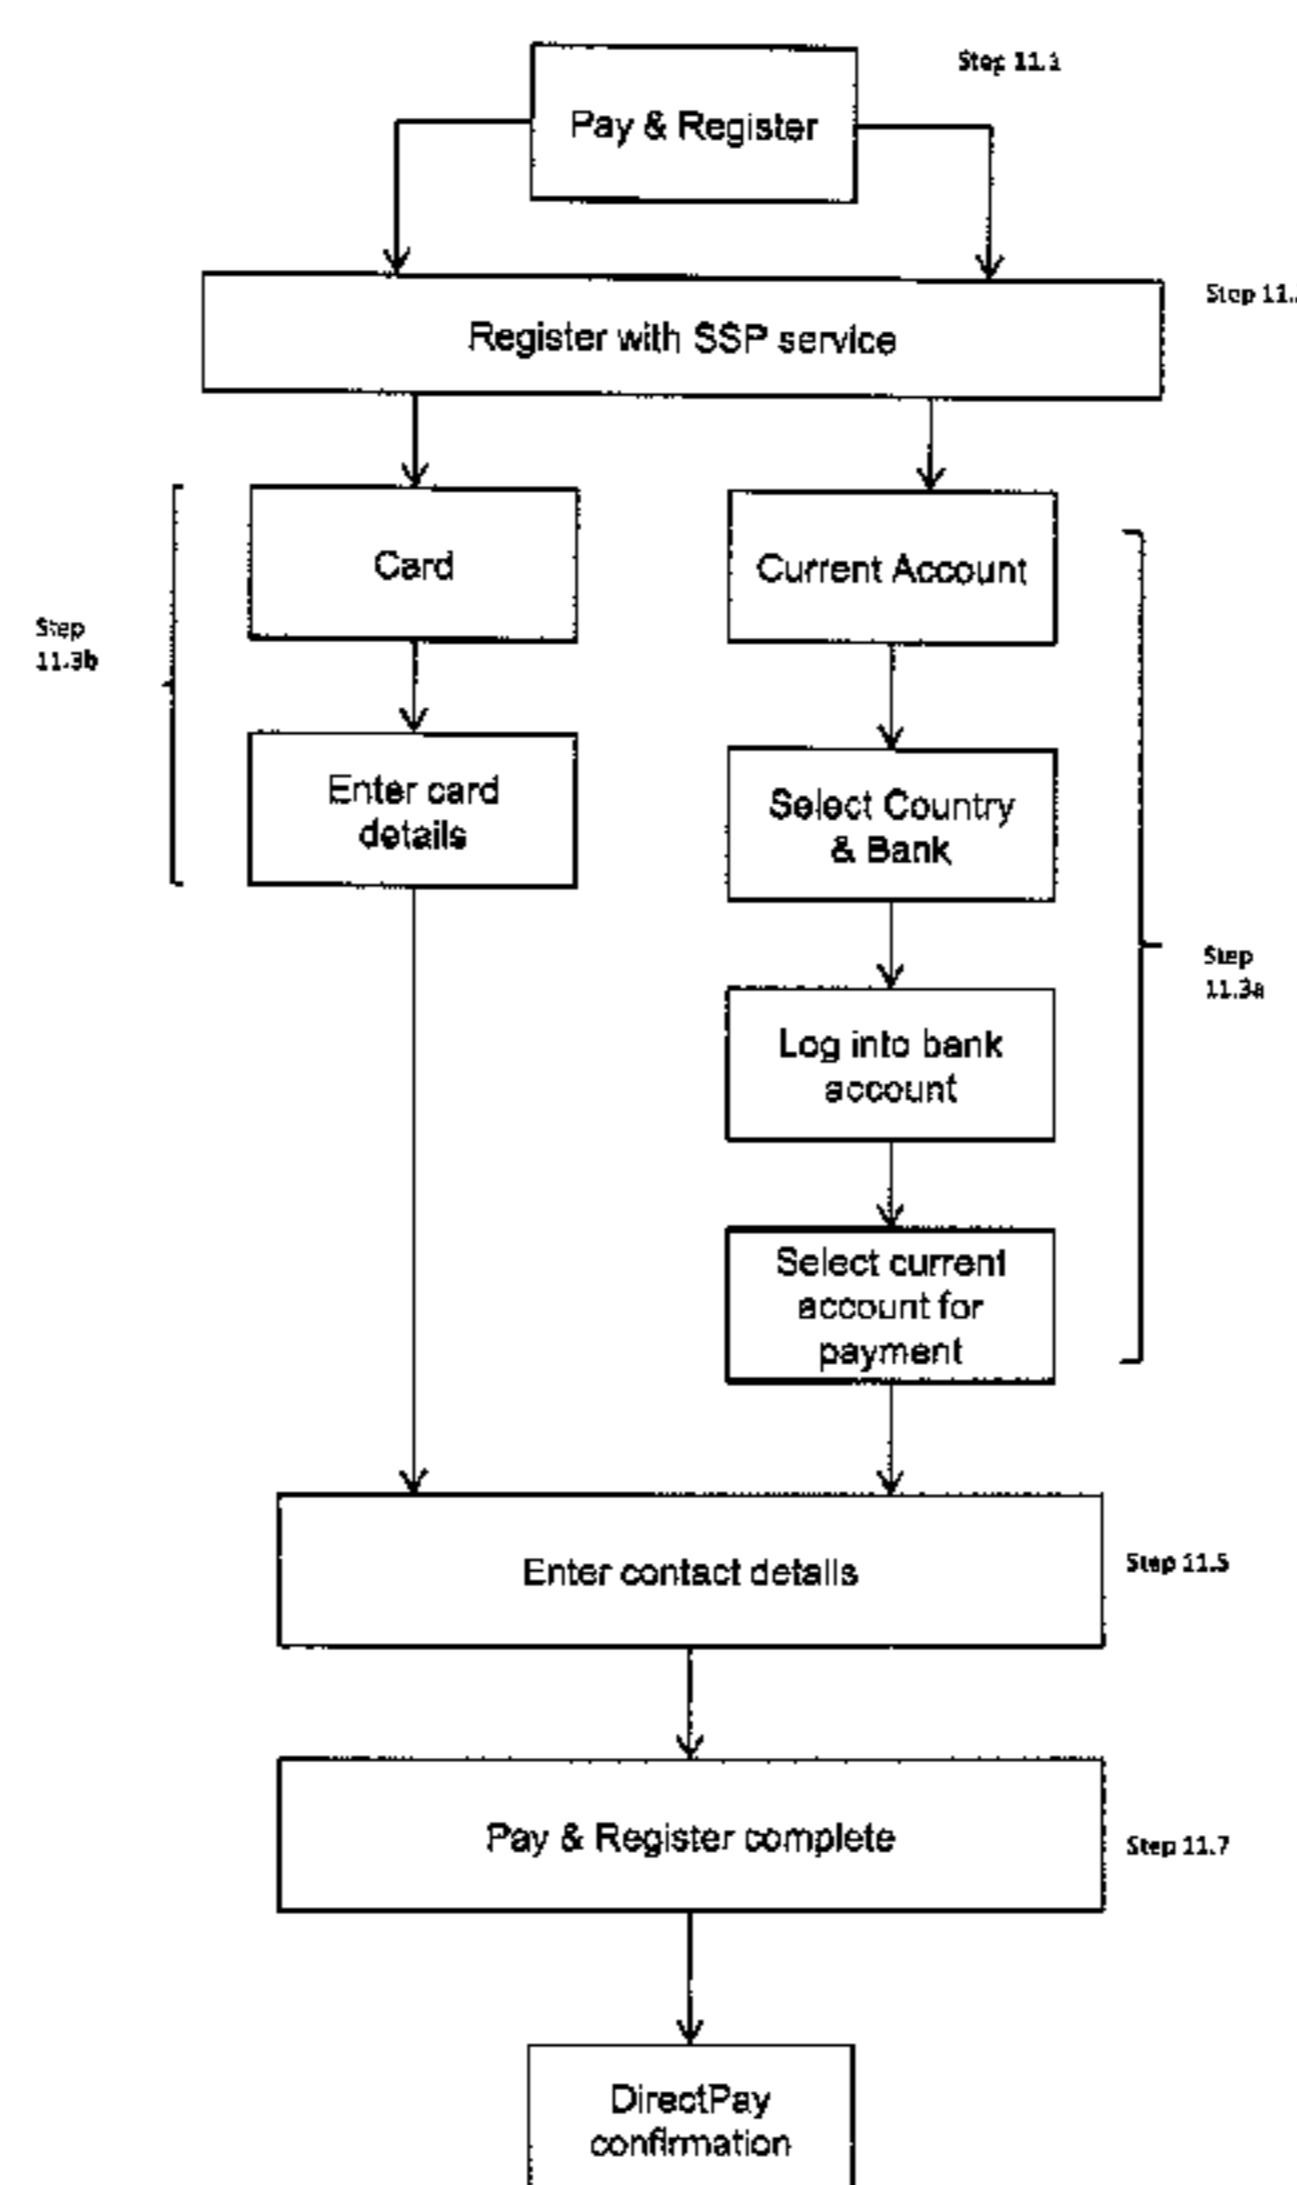 Step 11.1
Pay & Register
Step 11.
Register with SSP service
Card
Current Account
Step
11.3b
Enter card
details
Select Country
& Bank
Step
11.3a
Log into bank
account
Select current
account for
payment
Enter contact details
Step 11.5
Pay & Register complete
Step 11.7
DirectPay
confirmation